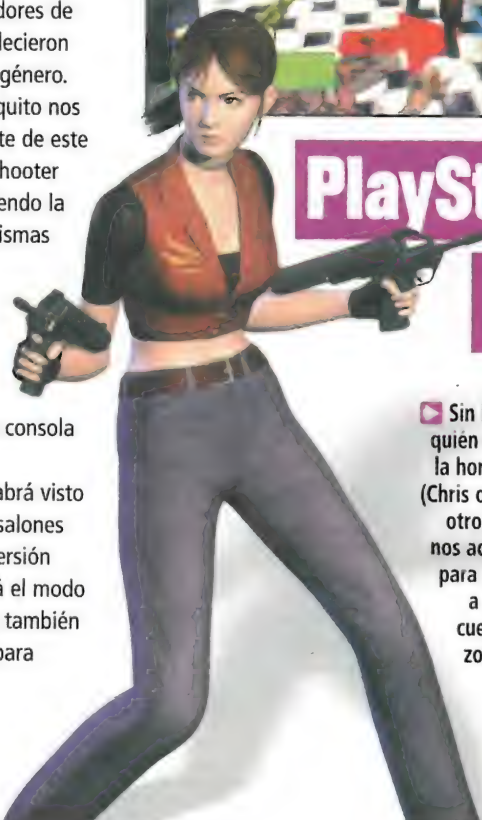 dores de
lecieron
género.
quito nos
te de este
hooter
endo la
ismas
consola
abrá visto
salones
ersión
á el modo
también
para
PlaySt
Sin
quién
la hor
(Chris o
otro
nos ac
para
a
cue
zo